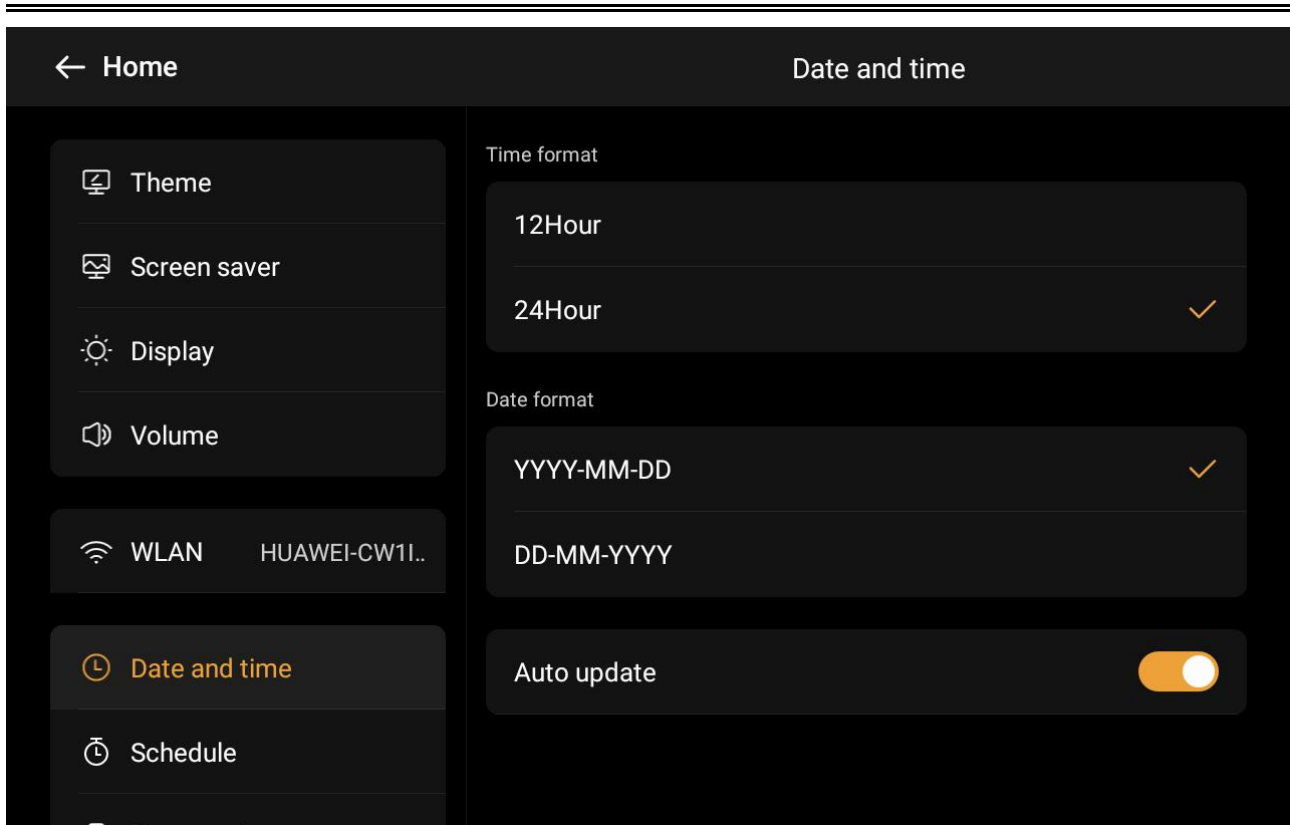 Home
Date and time
Theme
Screen saver
Display
Volume
WLAN HUAWEI-CW1I..
Date and time
Schedule
Time format
12Hour
24Hour
Date format
YYYY-MM-DD
DD-MM-YYYY
Auto update